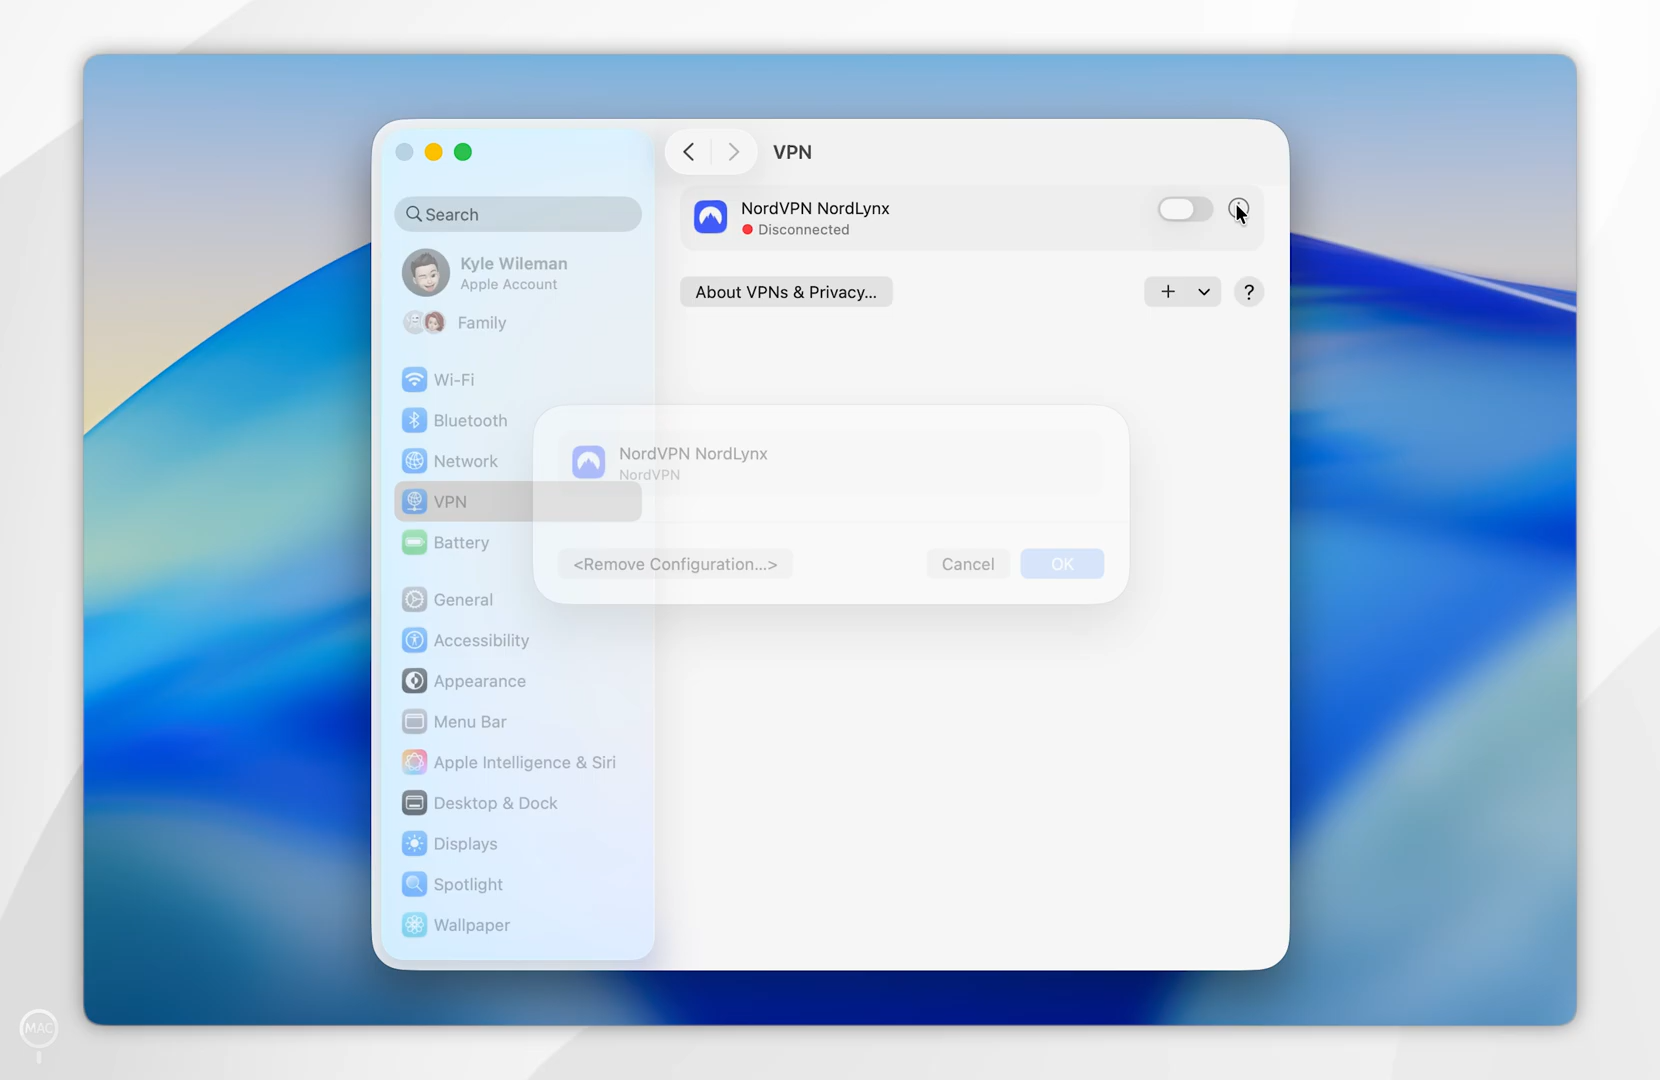 VPN
Search
Kyle Wileman
Apple Account
Family
Wi-Fi
Bluetooth
Network
VPN
Battery
General
Accessibility
Appearance
Menu Bar
Apple Intelligence & Siri
Desktop & Dock
Displays
Spotlight
Wallpaper
NordVPN NordLynx
Disconnected
About VPNs & Privacy...
?
NordVPN NordLynx
NordVPN
<Remove Configuration...>
Cancel
OK
MAC